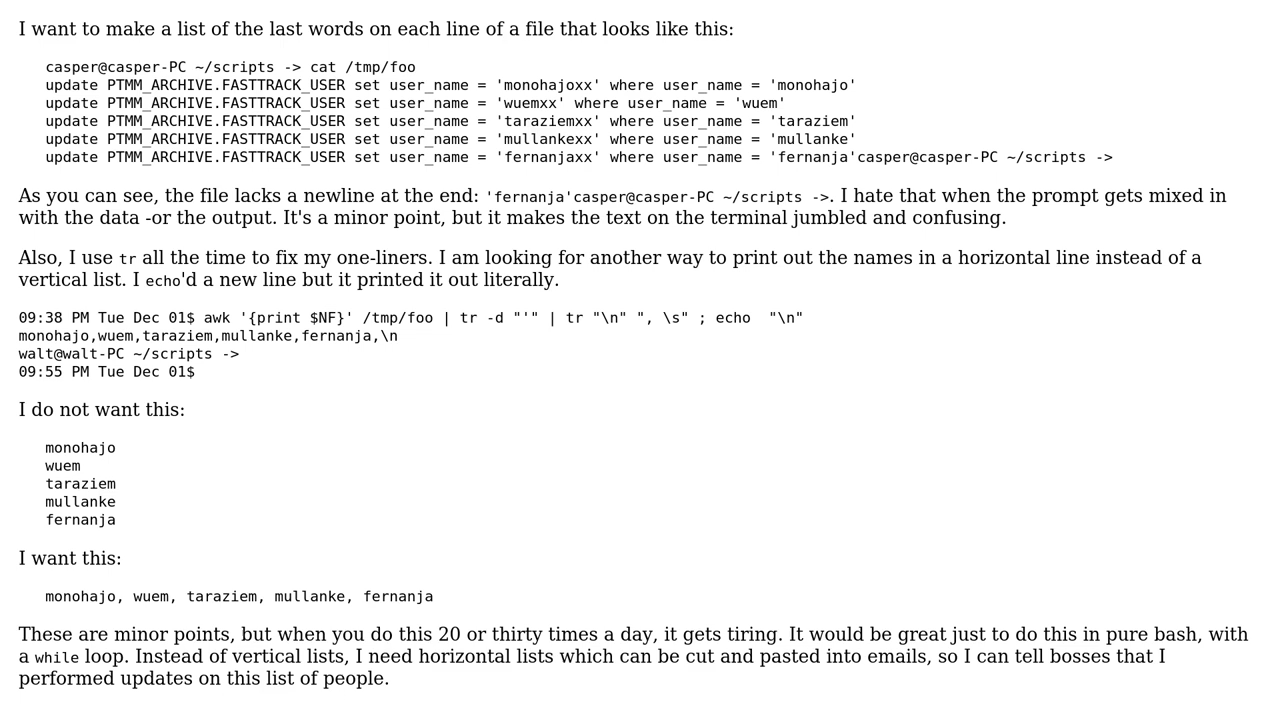 I want to make a list of the last words on each line of a file that looks like this:
casper@casper-PC ~/scripts -> cat /tmp/foo
update PTMM_ARCHIVE.FASTTRACK_USER set user_name = 'monohajoxx' where user_name = 'monohajo'
update PTMM_ARCHIVE.FASTTRACK_USER set user_name = 'wuemxx' where user_name = 'wuem'
update PTMM_ARCHIVE.FASTTRACK_USER set user_name = 'taraziemxx' where user_name = 'taraziem'
update PTMM_ARCHIVE.FASTTRACK_USER set user_name = 'mullankexx' where user_name = 'mullanke'
update PTMM_ARCHIVE.FASTTRACK_USER set user_name = 'fernanjaxx' where user_name = 'fernanja'casper@casper-PC ~/scripts ->
As you can see, the file lacks a newline at the end: 'fernanja'casper@casper-PC ~/scripts ->. I hate that when the prompt gets mixed in
with the data -or the output. It's a minor point, but it makes the text on the terminal jumbled and confusing.
Also, I use tr all the time to fix my one-liners. I am looking for another way to print out the names in a horizontal line instead of a
vertical list. I echo'd a new line but it printed it out literally.
09:38 PM Tue Dec 01$ awk '{print $NF}' /tmp/foo | tr -d "'" | tr "\n" ", \s" ; echo  "\n"
monohajo,wuem,taraziem,mullanke,fernanja,\n
walt@walt-PC ~/scripts ->
09:55 PM Tue Dec 01$
I do not want this:
monohajo
wuem
taraziem
mullanke
fernanja
I want this:
monohajo, wuem, taraziem, mullanke, fernanja
These are minor points, but when you do this 20 or thirty times a day, it gets tiring. It would be great just to do this in pure bash, with
a while loop. Instead of vertical lists, I need horizontal lists which can be cut and pasted into emails, so I can tell bosses that I
performed updates on this list of people.